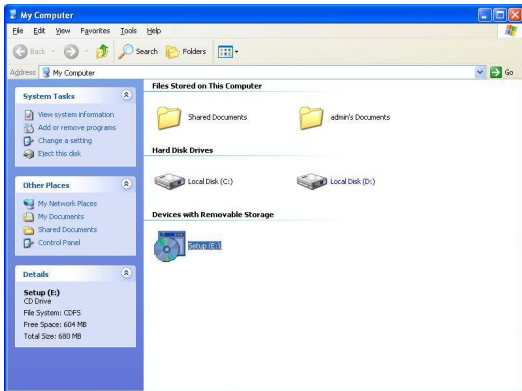 My Computer
File Edit View Favorites Tools Help
Back Search Folders
Address My Computer Go
System Tasks
View system information
Add or remove programs
Change a setting
Eject this disk
Other Places
My Network Places
My Documents
Shared Documents
Control Panel
Details
Setup (E:)
CD Drive
File System: CDFS
Free Space: 604 MB
Total Size: 680 MB
Files Stored on This Computer
Shared Documents admin's Documents
Hard Disk Drives
Local Disk (C:) Local Disk (D:)
Devices with Removable Storage
Setup (E:)